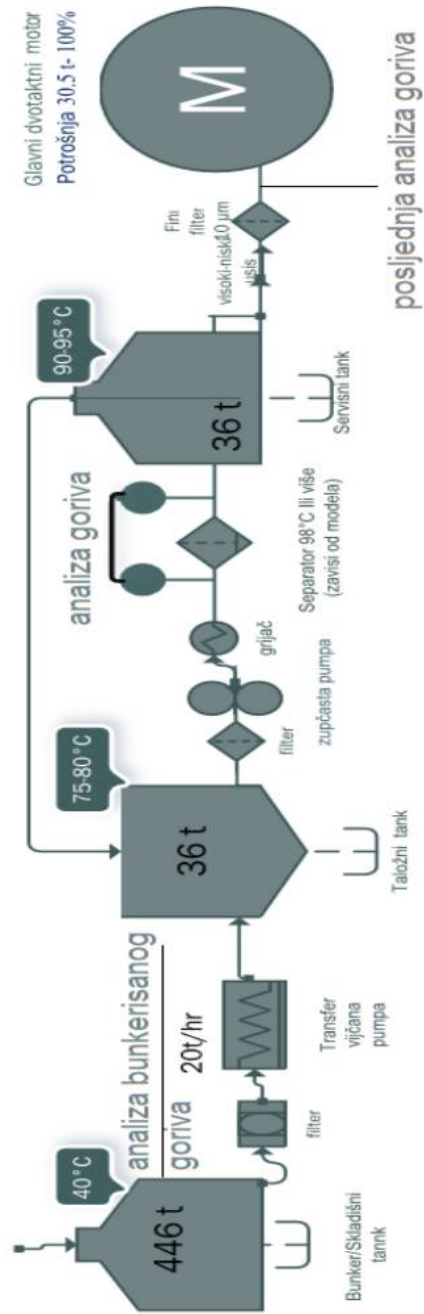 40°C
446 t
Bunker/Skladišni
tannk
analiza bunkerisanog
goriva
filter
20t/hr
Transfer
vijčana
pumpa
75-80°C
36 t
Taložni tank
filter
zupčasta pumpa
grijač
analiza goriva
Separator 98°C Ili više
(zavisi od modela)
90-95°C
36 t
Servisni tank
visoki-niski
usis
Fini
filter
10 µm
Glavni dvotaktni motor
Potrošnja 30.5 t- 100%
M
posljednja analiza goriva